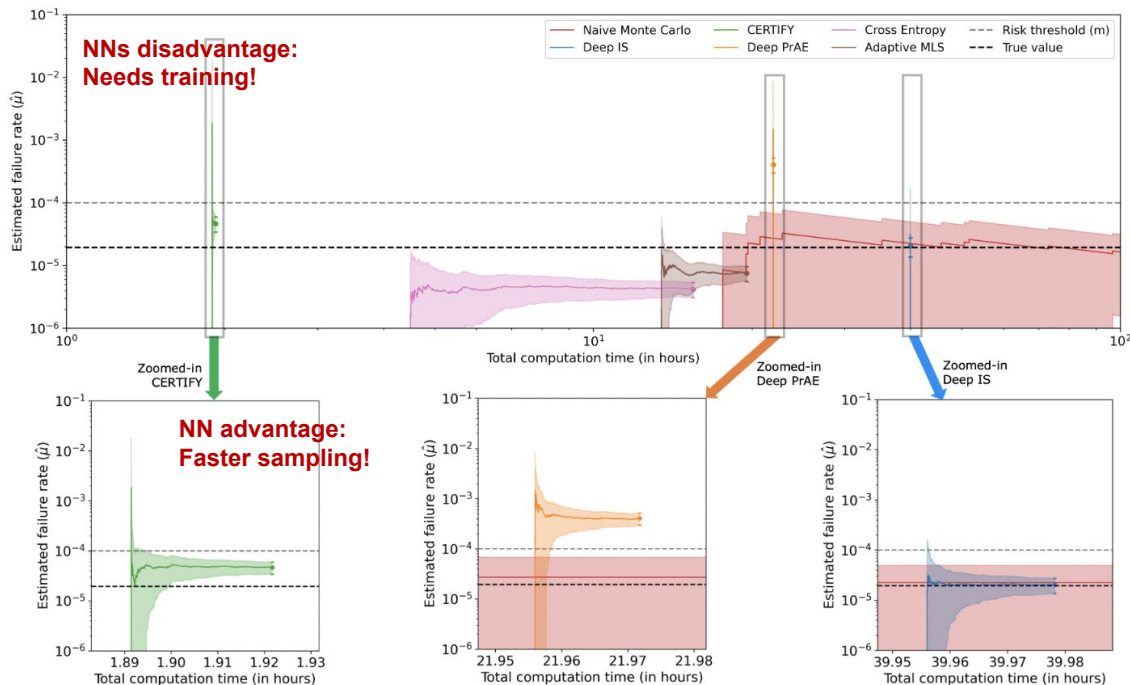 NNs disadvantage:
Needs training!
Naive Monte Carlo
Deep IS
CERTIFY
Deep PrAE
Cross Entropy
Adaptive MLS
Risk threshold (m)
True value
Estimated failure rate (μ̂)
10⁻¹
10⁻²
10⁻³
10⁻⁴
10⁻⁵
10⁻⁶
10⁰
10¹
10²
Total computation time (in hours)
Zoomed-in
CERTIFY
Zoomed-in
Deep PrAE
Zoomed-in
Deep IS
NN advantage:
Faster sampling!
Estimated failure rate (μ̂)
10⁻¹
10⁻²
10⁻³
10⁻⁴
10⁻⁵
10⁻⁶
1.89 1.90 1.91 1.92 1.93
Total computation time (in hours)
Estimated failure rate (μ̂)
10⁻¹
10⁻²
10⁻³
10⁻⁴
10⁻⁵
10⁻⁶
21.95 21.96 21.97 21.98
Total computation time (in hours)
Estimated failure rate (μ̂)
10⁻¹
10⁻²
10⁻³
10⁻⁴
10⁻⁵
10⁻⁶
39.95 39.96 39.97 39.98
Total computation time (in hours)